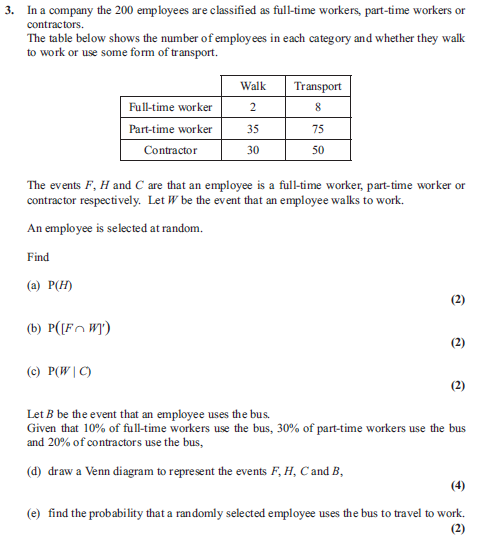 3. In a company the 200 employees are classified as full-time workers, part-time workers or
contractors.
The table below shows the number of employees in each category and whether they walk
to work or use some form of transport.
Walk Transport
Full-time worker 2 8
Part-time worker 35 75
Contractor 30 50
The events F, H and C are that an employee is a full-time worker, part-time worker or
contractor respectively. Let W be the event that an employee walks to work.
An employee is selected at random.
Find
(a) P(H)
(2)
(b) P([F ∩ W]′)
(2)
(c) P(W | C)
(2)
Let B be the event that an employee uses the bus.
Given that 10% of full-time workers use the bus, 30% of part-time workers use the bus
and 20% of contractors use the bus,
(d) draw a Venn diagram to represent the events F, H, C and B,
(4)
(e) find the probability that a randomly selected employee uses the bus to travel to work.
(2)